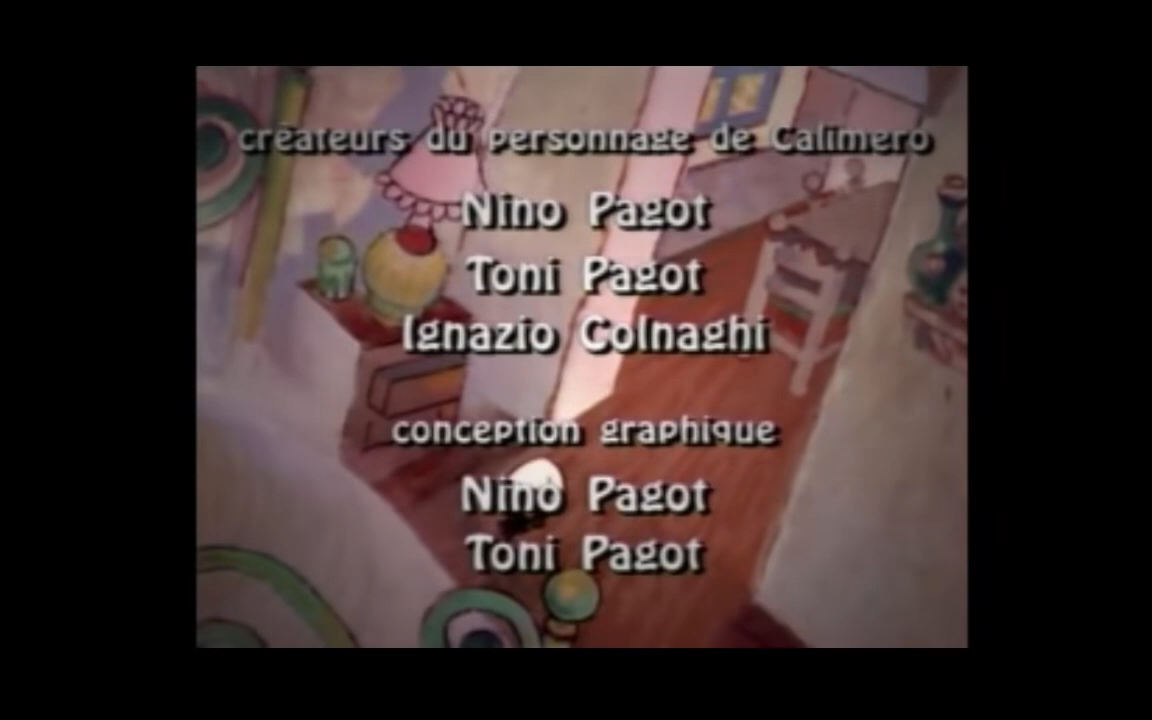 créateurs du personnage de Calimero
Nino Pagot
Toni Pagot
Ignazio Colnaghi
conception graphique
Nino Pagot
Toni Pagot